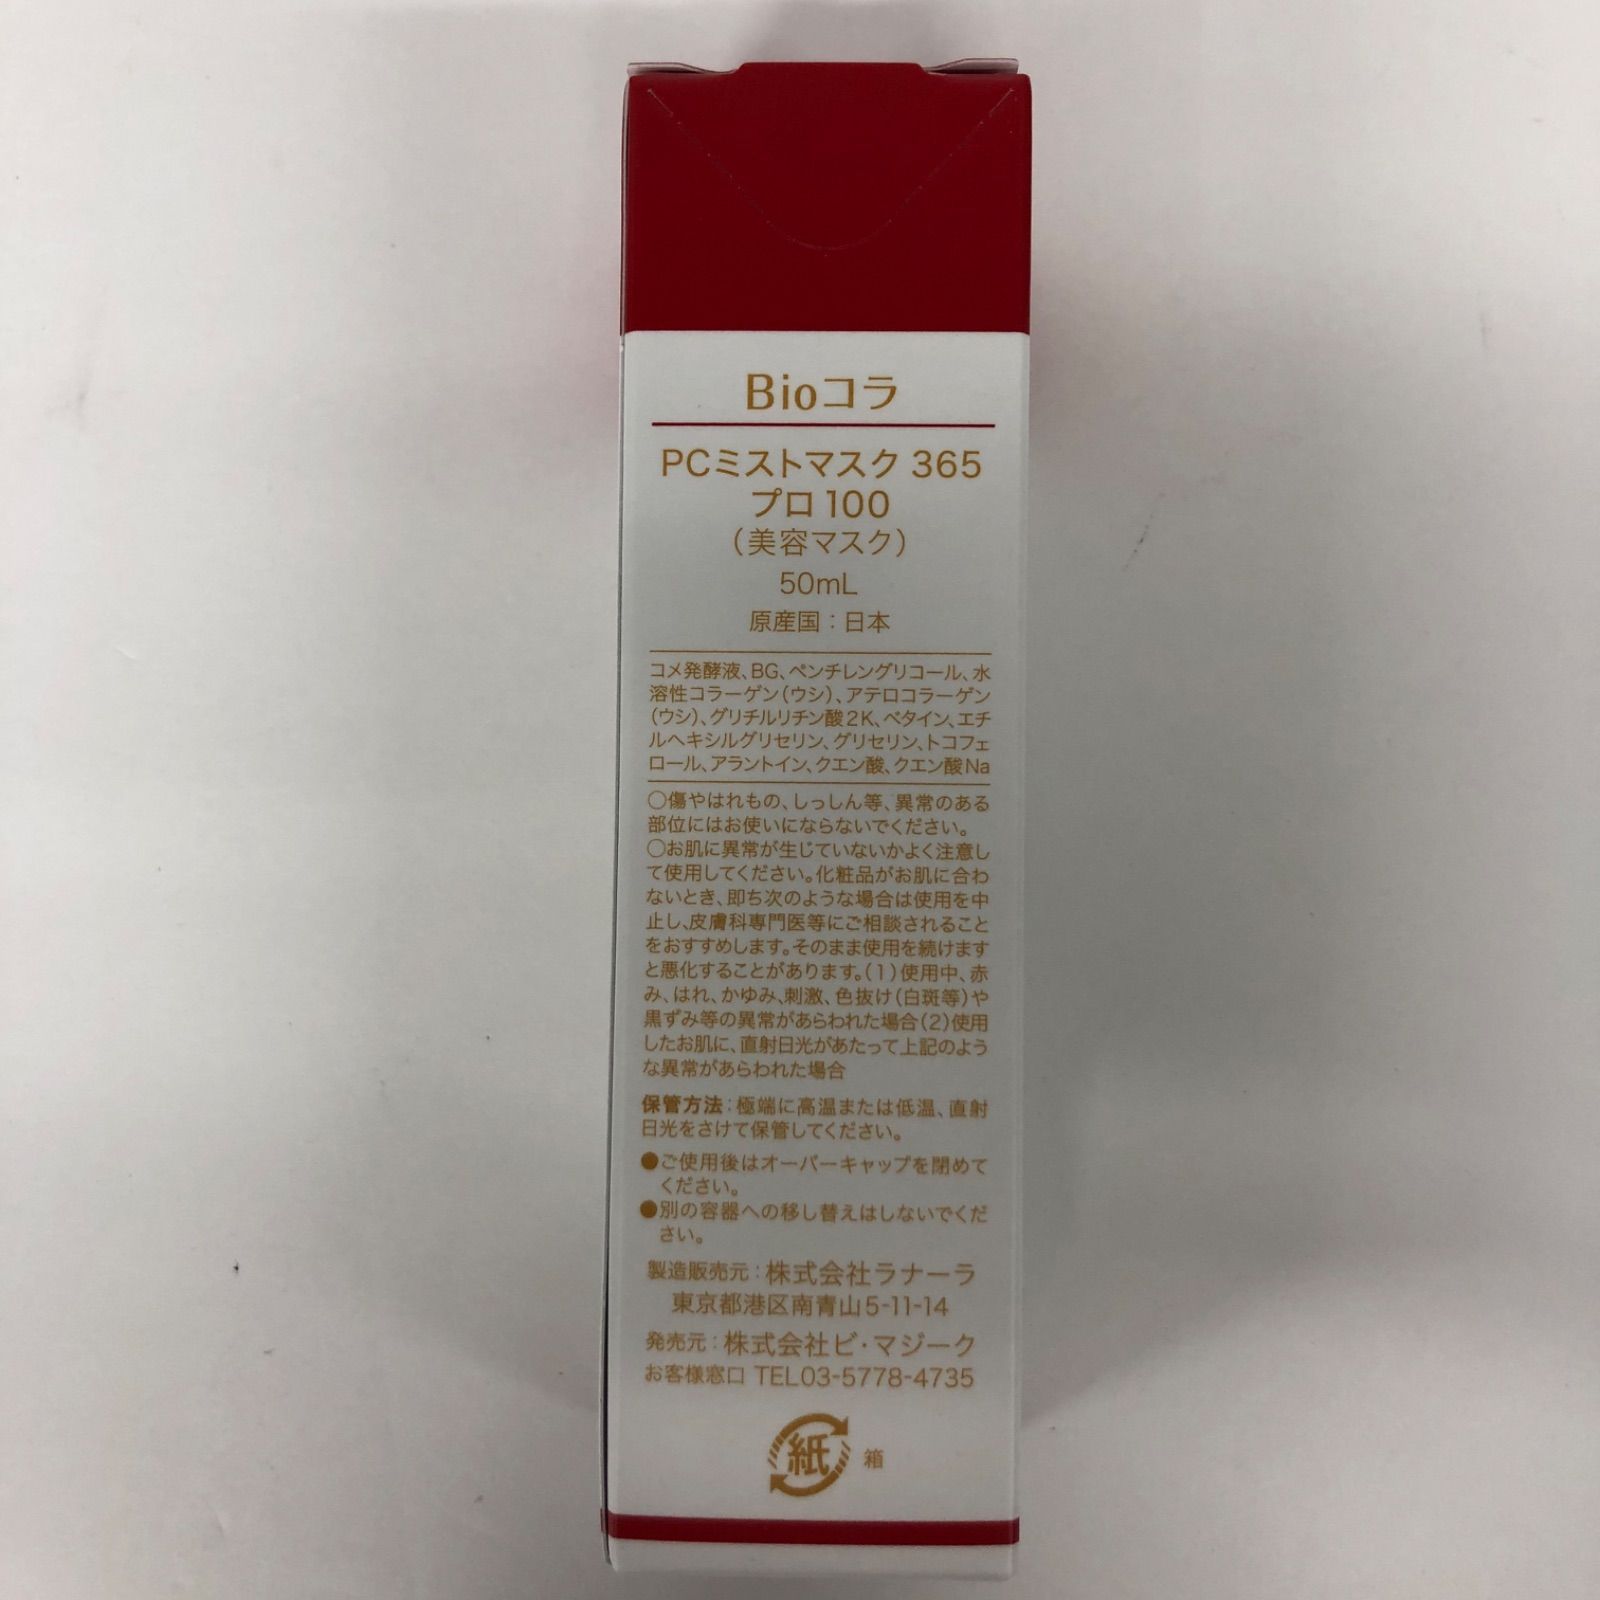 Bioコラ
PCミストマスク 365
プロ100
（美容マスク）
50mL
原産国：日本
コメ発酵液、BG、ペンチレングリコール、水
溶性コラーゲン（ウシ）、アテロコラーゲン
（ウシ）、グリチルリチン酸2K、ベタイン、エチ
ルヘキシルグリセリン、グリセリン、トコフェ
ロール、アラントイン、クエン酸、クエン酸Na
○傷やはれもの、しっしん等、異常のある
部位にはお使いにならないでください。
○お肌に異常が生じていないかよく注意し
て使用してください。化粧品がお肌に合わ
ないとき、即ち次のような場合は使用を中
止し、皮膚科専門医等にご相談されること
をおすすめします。そのまま使用を続けます
と悪化することがあります。（1）使用中、赤
み、はれ、かゆみ、刺激、色抜け（白斑等）や
黒ずみ等の異常があらわれた場合（2）使用
したお肌に、直射日光があたって上記のよう
な異常があらわれた場合
保管方法：極端に高温または低温、直射
日光をさけて保管してください。
●ご使用後はオーバーキャップを閉めて
ください。
●別の容器への移し替えはしないでくだ
さい。
製造販売元：株式会社ラナーラ
東京都港区南青山5-11-14
発売元：株式会社ビ・マジーク
お客様窓口 TEL03-5778-4735
紙 箱